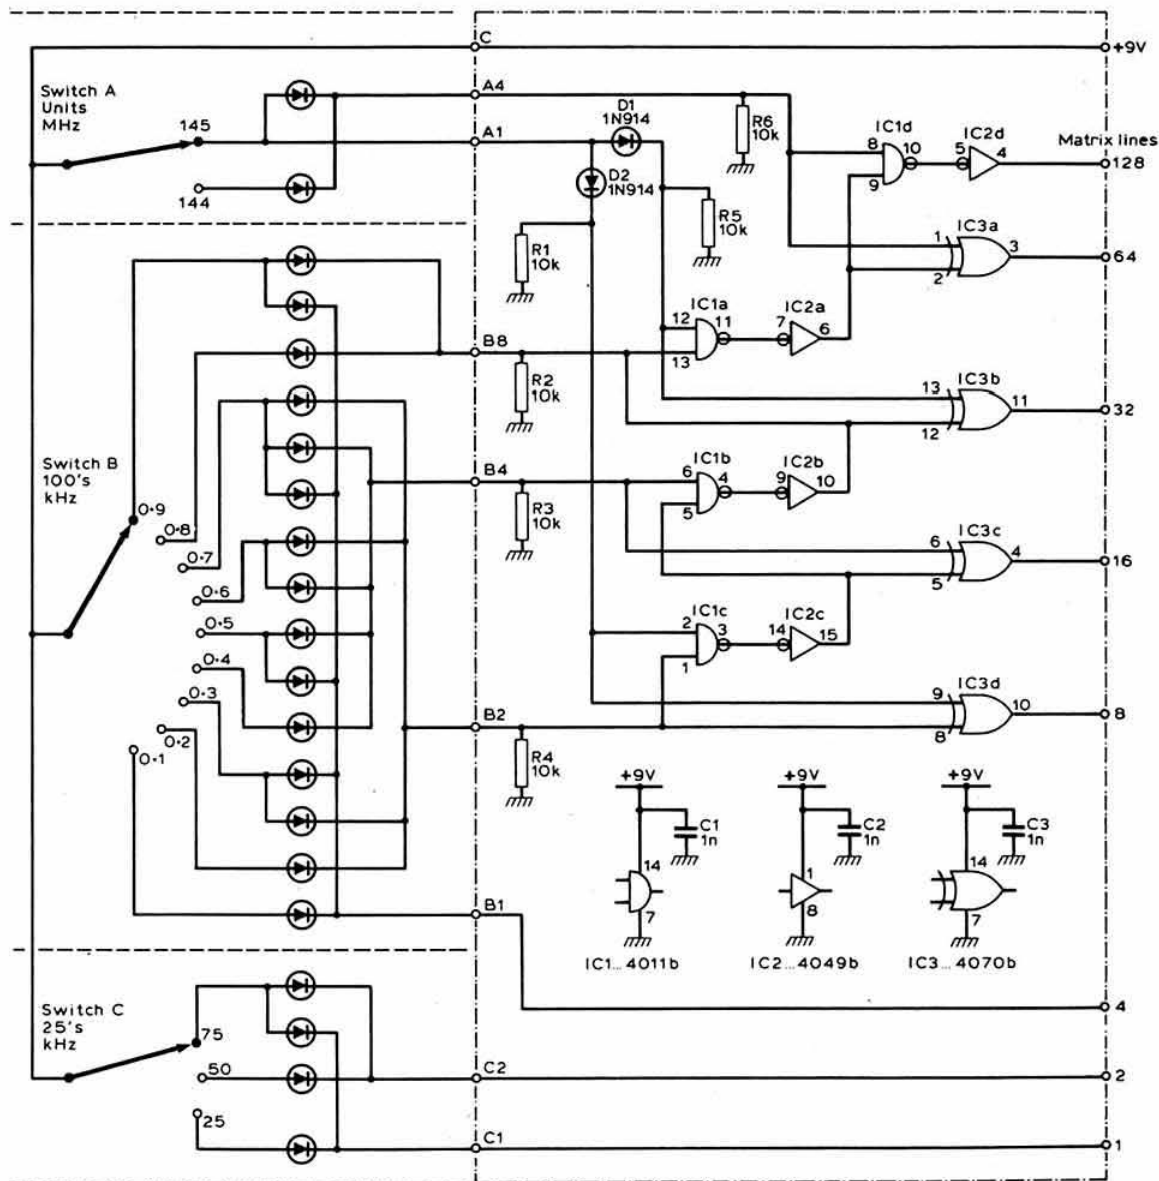 C
+9V
Switch A
Units
MHz
145
144
A4
A1
D1
1N914
D2
1N914
R6
10k
R5
10k
R1
10k
IC1d
8
9
10
IC2d
5
4
Matrix lines
128
IC3a
1
2
3
64
IC1a
12
13
11
IC2a
7
6
B8
R2
10k
IC3b
13
12
11
32
Switch B
100's
kHz
0·9
0·8
0·7
0·6
0·5
0·4
0·3
0·2
0·1
B4
R3
10k
IC1b
6
5
4
IC2b
9
10
IC3c
6
5
4
16
IC1c
2
1
3
IC2c
14
15
B2
R4
10k
IC3d
9
8
10
8
+9V
C1
1n
14
7
IC1...4011b
+9V
C2
1n
1
8
IC2...4049b
+9V
C3
1n
14
7
IC3...4070b
B1
4
Switch C
25's
kHz
75
50
25
C2
2
C1
1